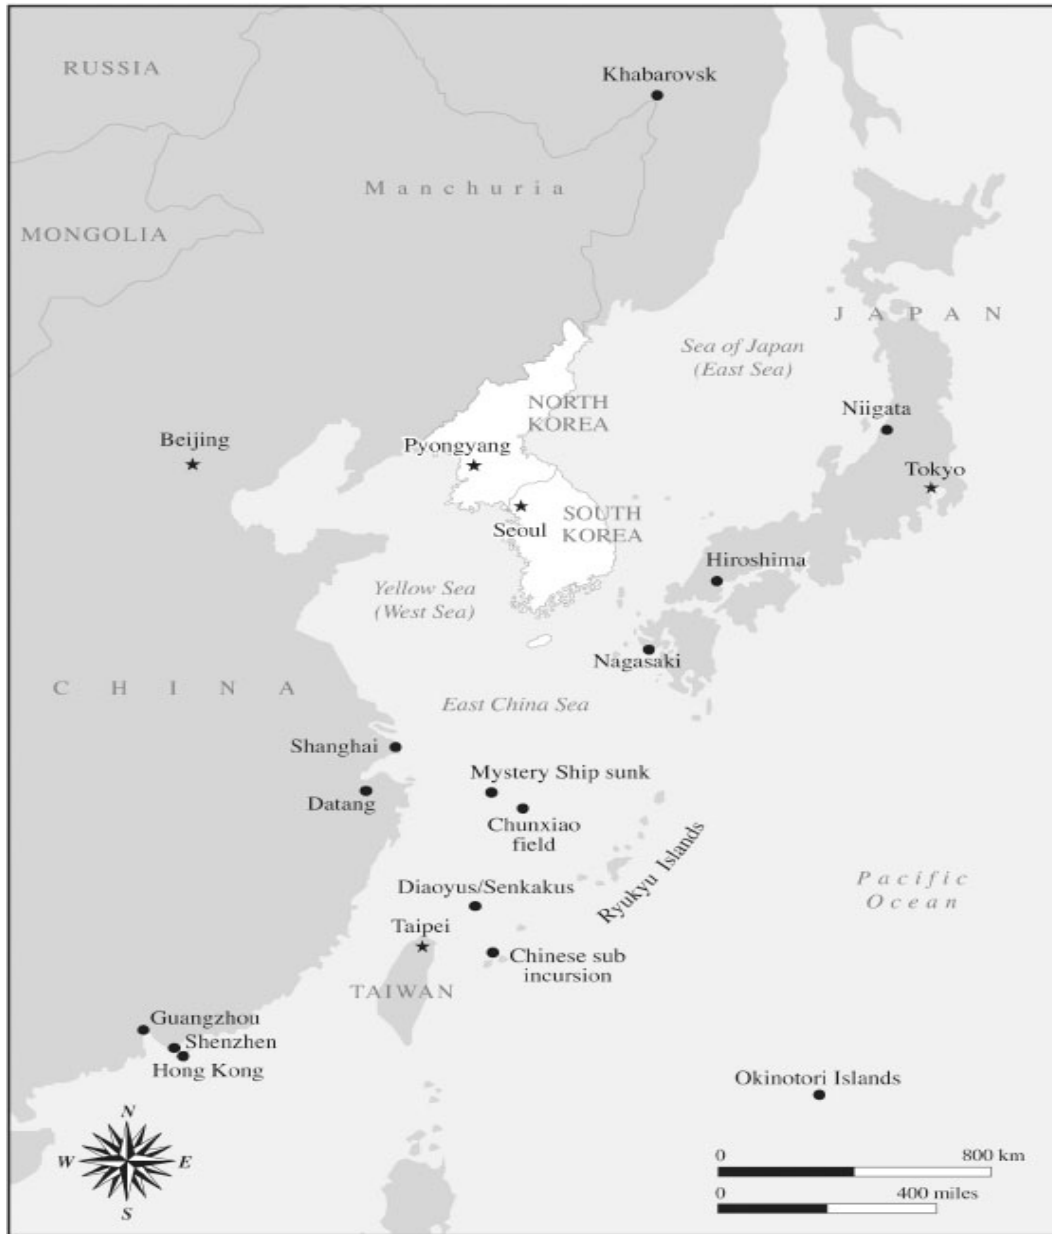 Khabarovsk
RUSSIA
Manchuria
MONGOLIA
JAPAN
Sea of Japan
(East Sea)
NORTH
KOREA
Niigata
Beijing
Pyongyang
Tokyo
SOUTH
KOREA
Seoul
Hiroshima
Yellow Sea
(West Sea)
Nagasaki
CHINA
East China Sea
Shanghai
Mystery Ship sunk
Datang
Chunxiao
field
Ryukyu Islands
Diaoyus/Senkakus
Pacific
Ocean
Taipei
Chinese sub
incursion
TAIWAN
Guangzhou
Shenzhen
Hong Kong
Okinotori Islands
N
W E
S
0 800 km
0 400 miles